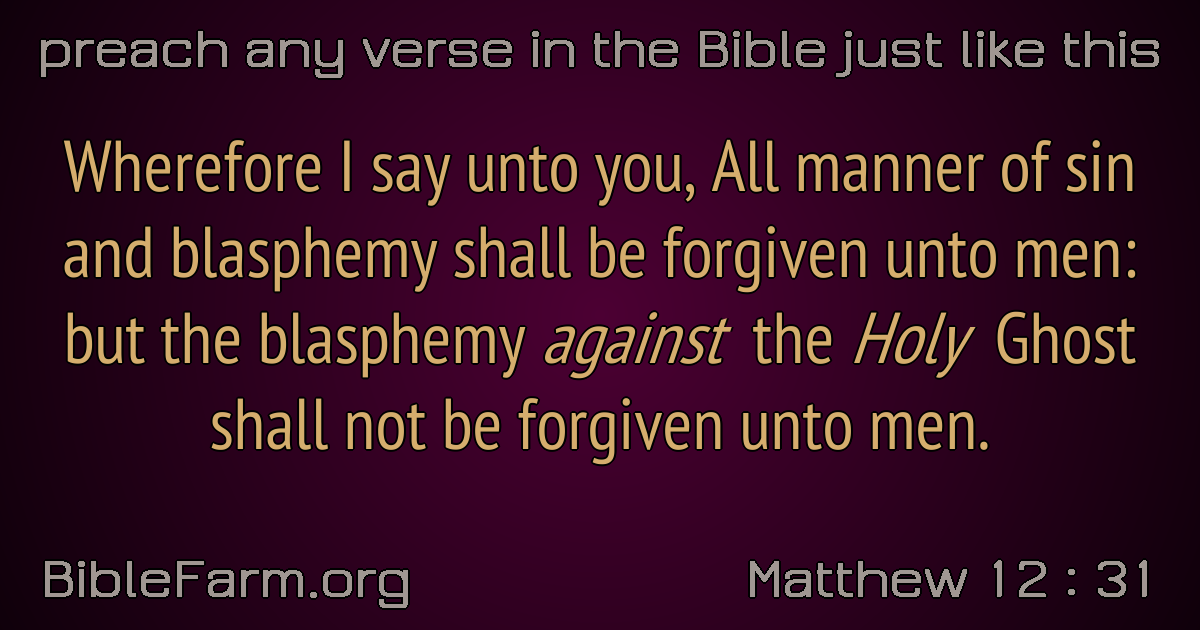 preach any verse in the Bible just like this
Wherefore I say unto you, All manner of sin
and blasphemy shall be forgiven unto men:
but the blasphemy against the Holy Ghost
shall not be forgiven unto men.
BibleFarm.org
Matthew 12 : 31